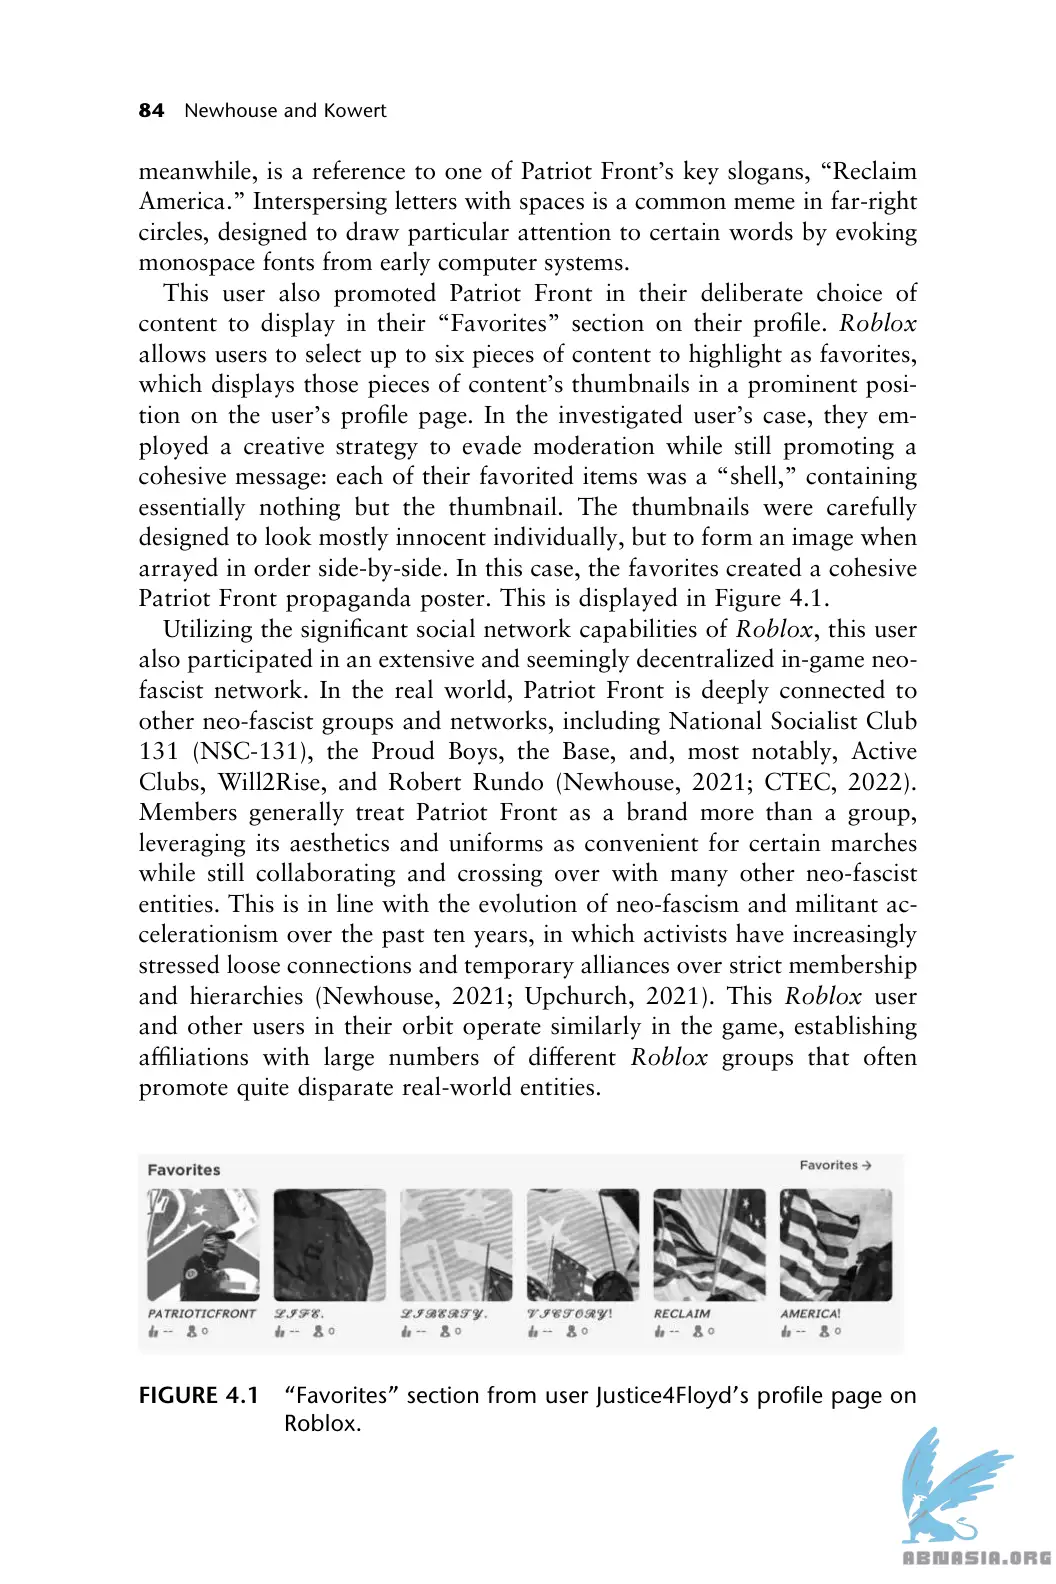 84 Newhouse and Kowert
meanwhile, is a reference to one of Patriot Front’s key slogans, “Reclaim
America.” Interspersing letters with spaces is a common meme in far-right
circles, designed to draw particular attention to certain words by evoking
monospace fonts from early computer systems.
This user also promoted Patriot Front in their deliberate choice of
content to display in their “Favorites” section on their profile. Roblox
allows users to select up to six pieces of content to highlight as favorites,
which displays those pieces of content’s thumbnails in a prominent posi-
tion on the user’s profile page. In the investigated user’s case, they em-
ployed a creative strategy to evade moderation while still promoting a
cohesive message: each of their favorited items was a “shell,” containing
essentially nothing but the thumbnail. The thumbnails were carefully
designed to look mostly innocent individually, but to form an image when
arrayed in order side-by-side. In this case, the favorites created a cohesive
Patriot Front propaganda poster. This is displayed in Figure 4.1.
Utilizing the significant social network capabilities of Roblox, this user
also participated in an extensive and seemingly decentralized in-game neo-
fascist network. In the real world, Patriot Front is deeply connected to
other neo-fascist groups and networks, including National Socialist Club
131 (NSC-131), the Proud Boys, the Base, and, most notably, Active
Clubs, Will2Rise, and Robert Rundo (Newhouse, 2021; CTEC, 2022).
Members generally treat Patriot Front as a brand more than a group,
leveraging its aesthetics and uniforms as convenient for certain marches
while still collaborating and crossing over with many other neo-fascist
entities. This is in line with the evolution of neo-fascism and militant ac-
celerationism over the past ten years, in which activists have increasingly
stressed loose connections and temporary alliances over strict membership
and hierarchies (Newhouse, 2021; Upchurch, 2021). This Roblox user
and other users in their orbit operate similarly in the game, establishing
affiliations with large numbers of different Roblox groups that often
promote quite disparate real-world entities.
Favorites Favorites →
PATRIOTICFRONT ℒℐℱℰ. ℒℐℬℰℛ𝒯𝒴. 𝒱ℐ𝒞𝒯𝒪ℛ𝒴! RECLAIM AMERICA!
-- 0 -- 0 -- 0 -- 0 -- 0 -- 0
FIGURE 4.1 “Favorites” section from user Justice4Floyd’s profile page on
Roblox.
ABNASIA.ORG